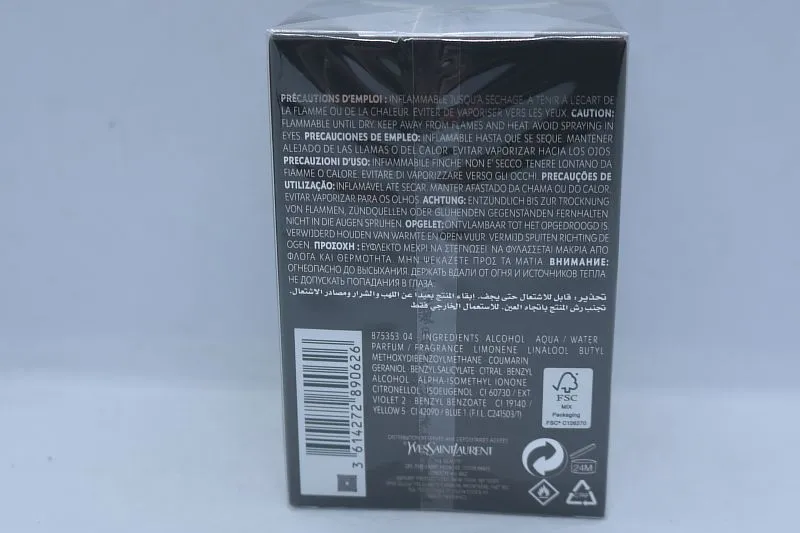 PRÉCAUTIONS D'EMPLOI : INFLAMMABLE JUSQU'À SÉCHAGE. À TENIR À L'ÉCART DE
LA FLAMME OU DE LA CHALEUR. ÉVITER DE VAPORISER VERS LES YEUX. CAUTION:
FLAMMABLE UNTIL DRY. KEEP AWAY FROM FLAMES AND HEAT. AVOID SPRAYING IN
EYES. PRECAUCIONES DE EMPLEO: INFLAMABLE HASTA QUE SE SEQUE. MANTENER
ALEJADO DE LAS LLAMAS O DEL CALOR. EVITAR VAPORIZAR HACIA LOS OJOS.
PRECAUZIONI D'USO: INFIAMMABILE FINCHÉ NON E' SECCO. TENERE LONTANO DA
FIAMME O CALORE. EVITARE DI VAPORIZZARE VERSO GLI OCCHI. PRECAUÇÕES DE
UTILIZAÇÃO: INFLAMÁVEL ATÉ SECAR. MANTER AFASTADO DA CHAMA OU DO CALOR.
EVITAR VAPORIZAR PARA OS OLHOS. ACHTUNG: ENTZÜNDLICH BIS ZUR TROCKNUNG
VON FLAMMEN, ZÜNDQUELLEN ODER GLÜHENDEN GEGENSTÄNDEN FERNHALTEN
NICHT IN DIE AUGEN SPRÜHEN. OPGELET: ONTVLAMBAAR TOT HET OPGEDROOGD IS
VERWIJDERD HOUDEN VAN WARMTE EN OPEN VUUR. VERMIJD SPUITEN RICHTING DE
OGEN. ΠΡΟΣΟΧΗ : ΕΥΦΛΕΚΤΟ ΜΕΧΡΙ ΝΑ ΣΤΕΓΝΩΣΕΙ. ΝΑ ΦΥΛΑΣΣΕΤΑΙ ΜΑΚΡΙΑ ΑΠΟ
ΦΛΟΓΑ ΚΑΙ ΘΕΡΜΟΤΗΤΑ. ΜΗΝ ΨΕΚΑΖΕΤΕ ΠΡΟΣ ΤΑ ΜΑΤΙΑ. ВНИМАНИЕ:
ОГНЕОПАСНО ДО ВЫСЫХАНИЯ. ДЕРЖАТЬ ВДАЛИ ОТ ОГНЯ И ИСТОЧНИКОВ ТЕПЛА.
НЕ ДОПУСКАТЬ ПОПАДАНИЯ В ГЛАЗА.
تحذير: قابل للاشتعال حتى يجف. ابقاء المنتج بعيدا عن اللهب والشرار ومصادر الاشتعال.
تجنب رش المنتج باتجاه العين. للاستعمال الخارجي فقط
875353 04 - INGREDIENTS: ALCOHOL · AQUA / WATER
PARFUM / FRAGRANCE · LIMONENE · LINALOOL · BUTYL
METHOXYDIBENZOYLMETHANE · COUMARIN
GERANIOL · BENZYL SALICYLATE · CITRAL · BENZYL
ALCOHOL · ALPHA-ISOMETHYL IONONE
CITRONELLOL · ISOEUGENOL · CI 60730 / EXT.
VIOLET 2 · BENZYL BENZOATE · CI 19140 /
YELLOW 5 · CI 42090 / BLUE 1 (F.I.L. C241503/1)
3 614272 890626
FSC
MIX
Packaging
FSC® C126270
YVESSAINTLAURENT
24M